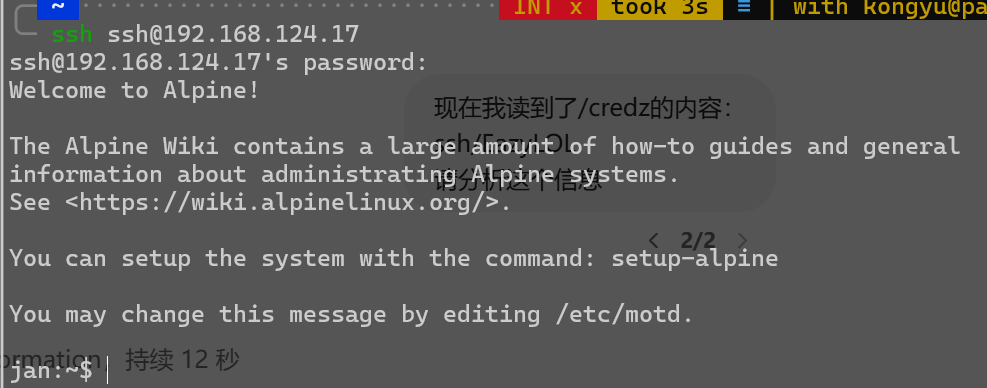 ~ INT x took 3s ≡ | with kongyu@pa
ssh ssh@192.168.124.17
ssh@192.168.124.17's password:
Welcome to Alpine!
现在我读到了/credz的内容:
The Alpine Wiki contains a large amount of how-to guides and general
ssh/EazyLOL
information about administrating Alpine systems.
请分析这个信息
See <https://wiki.alpinelinux.org/>.
2/2
You can setup the system with the command: setup-alpine
You may change this message by editing /etc/motd.
ormation, 持续 12 秒
jan:~$